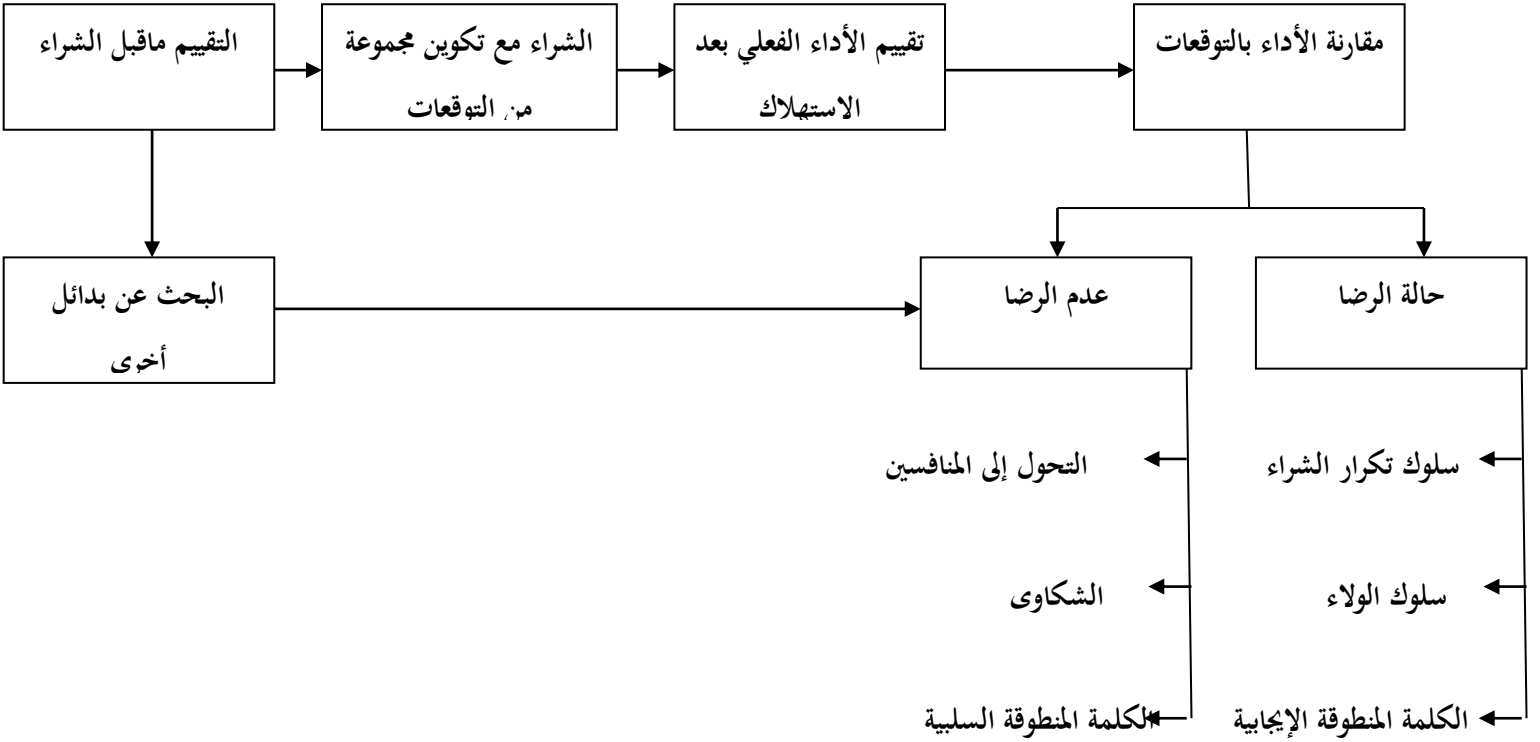 التقييم ماقبل الشراء
الشراء مع تكوين مجموعة
من التوقعات
تقييم الأداء الفعلي بعد
الاستهلاك
مقارنة الأداء بالتوقعات
البحث عن بدائل
أخرى
عدم الرضا
حالة الرضا
التحول إلى المنافسين
سلوك تكرار الشراء
الشكاوى
سلوك الولاء
الكلمة المنطوقة السلبية
الكلمة المنطوقة الإيجابية